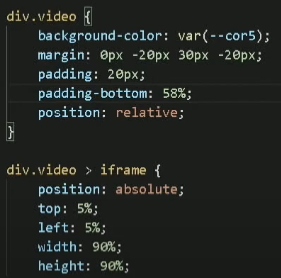 div.video {
    background-color: var(--cor5);
    margin: 0px -20px 30px -20px;
    padding: 20px;
    padding-bottom: 58%;
    position: relative;
}
div.video > iframe {
    position: absolute;
    top: 5%;
    left: 5%;
    width: 90%;
    height: 90%;